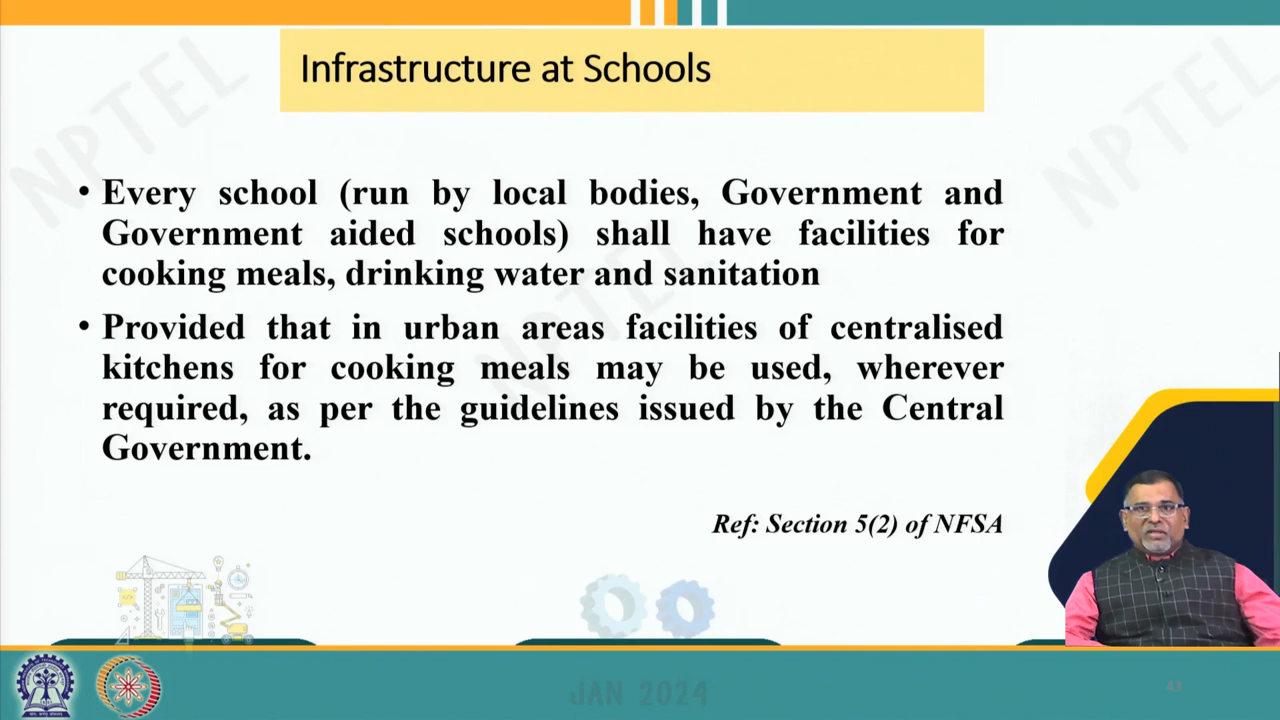 Infrastructure at Schools
• Every school (run by local bodies, Government and
Government aided schools) shall have facilities for
cooking meals, drinking water and sanitation
• Provided that in urban areas facilities of centralised
kitchens for cooking meals may be used, wherever
required, as per the guidelines issued by the Central
Government.
Ref: Section 5(2) of NFSA
NPTEL
NPTEL
NPTEL
JAN 2024
43